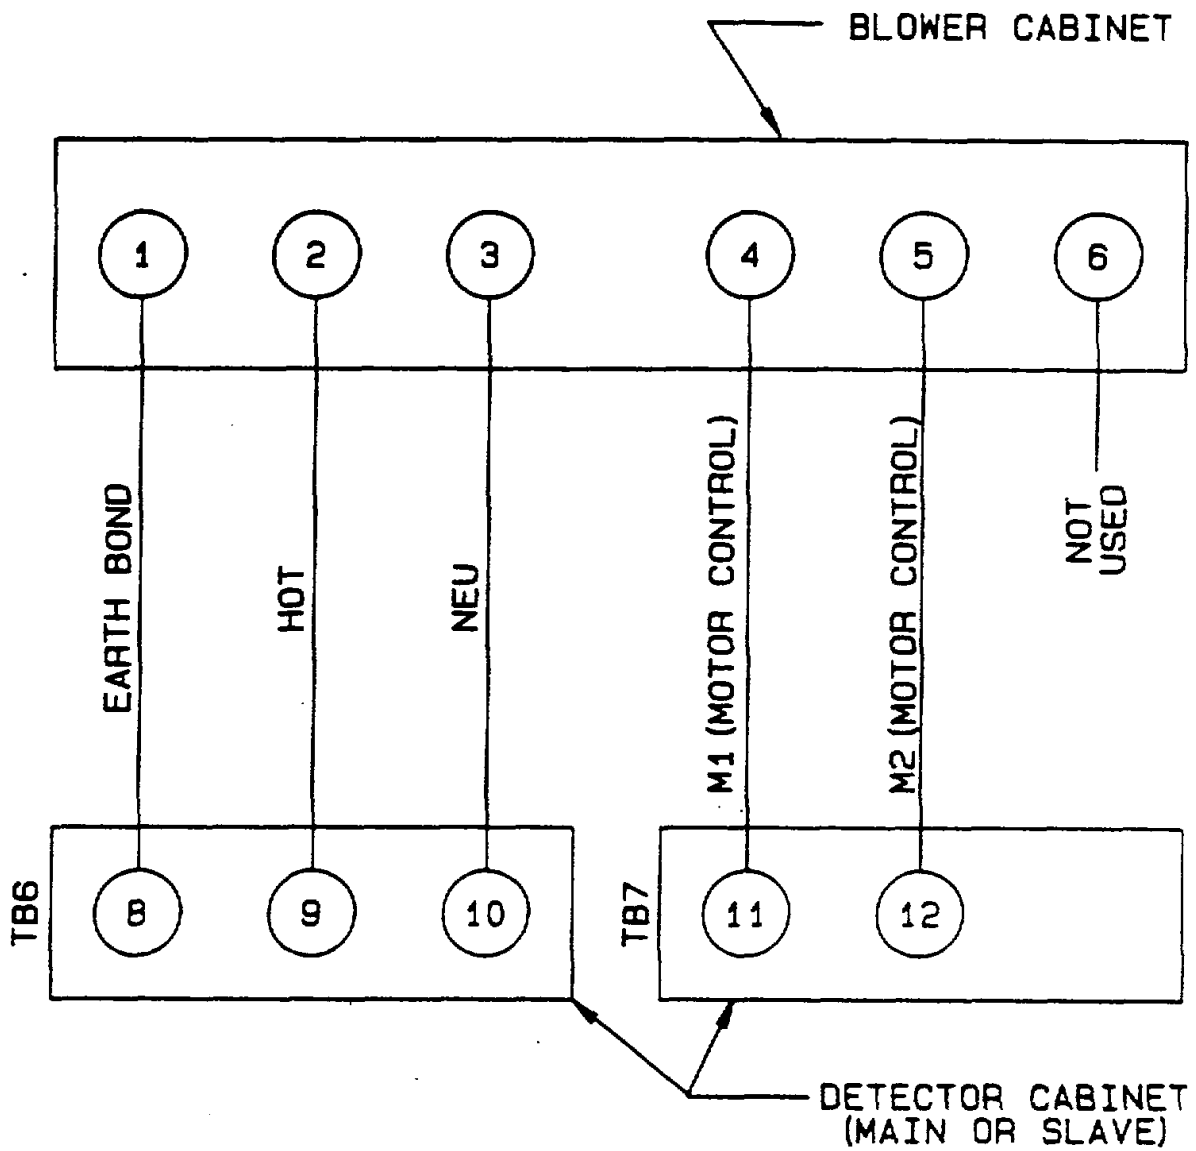 BLOWER CABINET
1 2 3 4 5 6
EARTH BOND
HOT
NEU
M1 (MOTOR CONTROL)
M2 (MOTOR CONTROL)
NOT
USED
TB6
8 9 10
TB7
11 12
DETECTOR CABINET
(MAIN OR SLAVE)